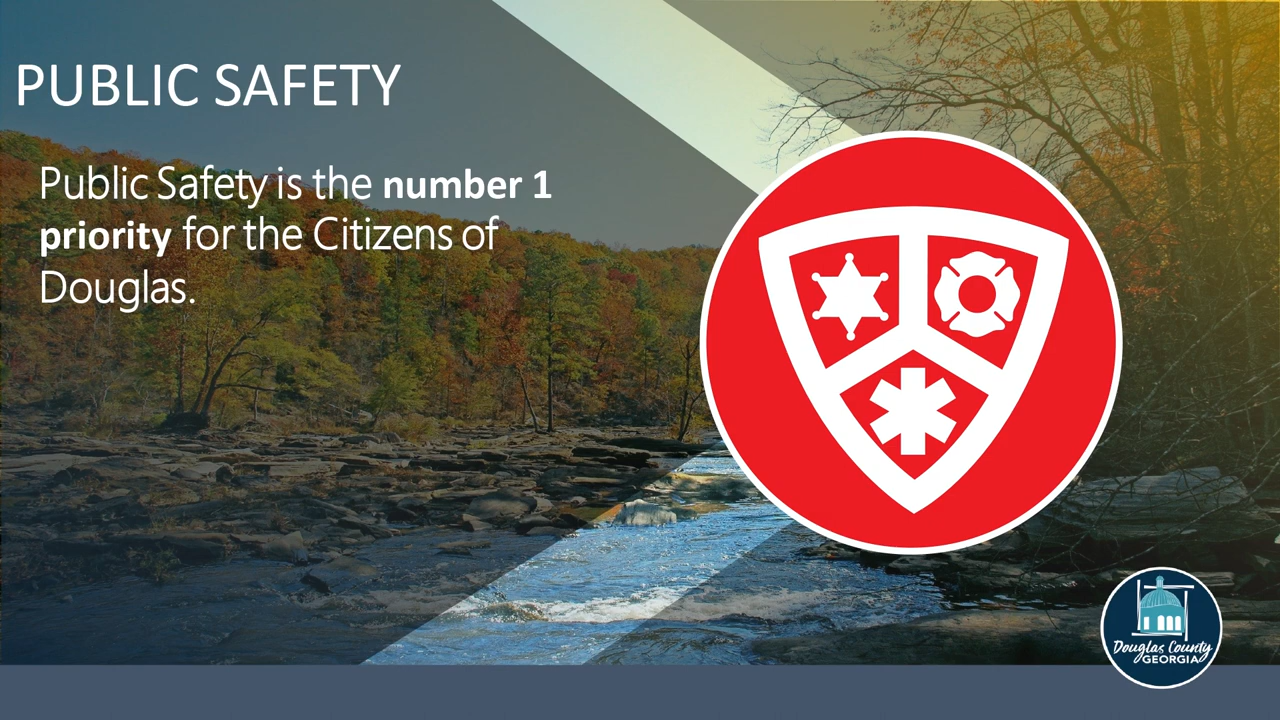 PUBLIC SAFETY
Public Safety is the number 1
priority for the Citizens of
Douglas.
Douglas County
GEORGIA